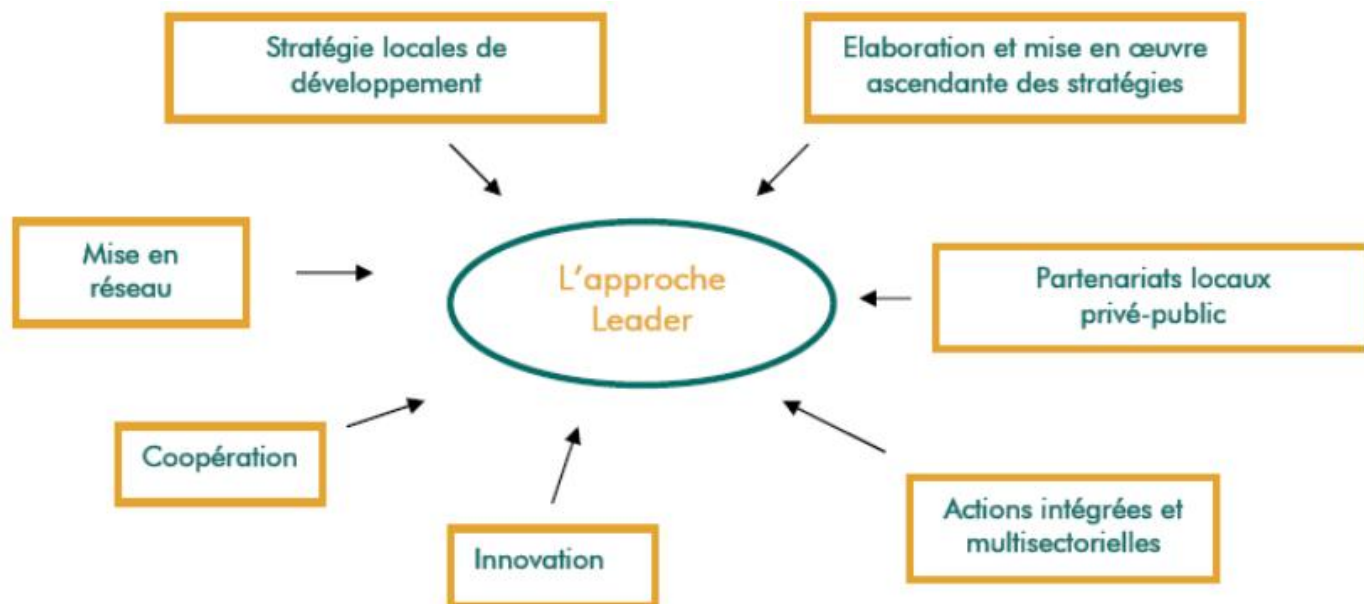 Stratégie locales de
développement
Elaboration et mise en œuvre
ascendante des stratégies
Mise en
réseau
L'approche
Leader
Partenariats locaux
privé-public
Coopération
Innovation
Actions intégrées et
multisectorielles